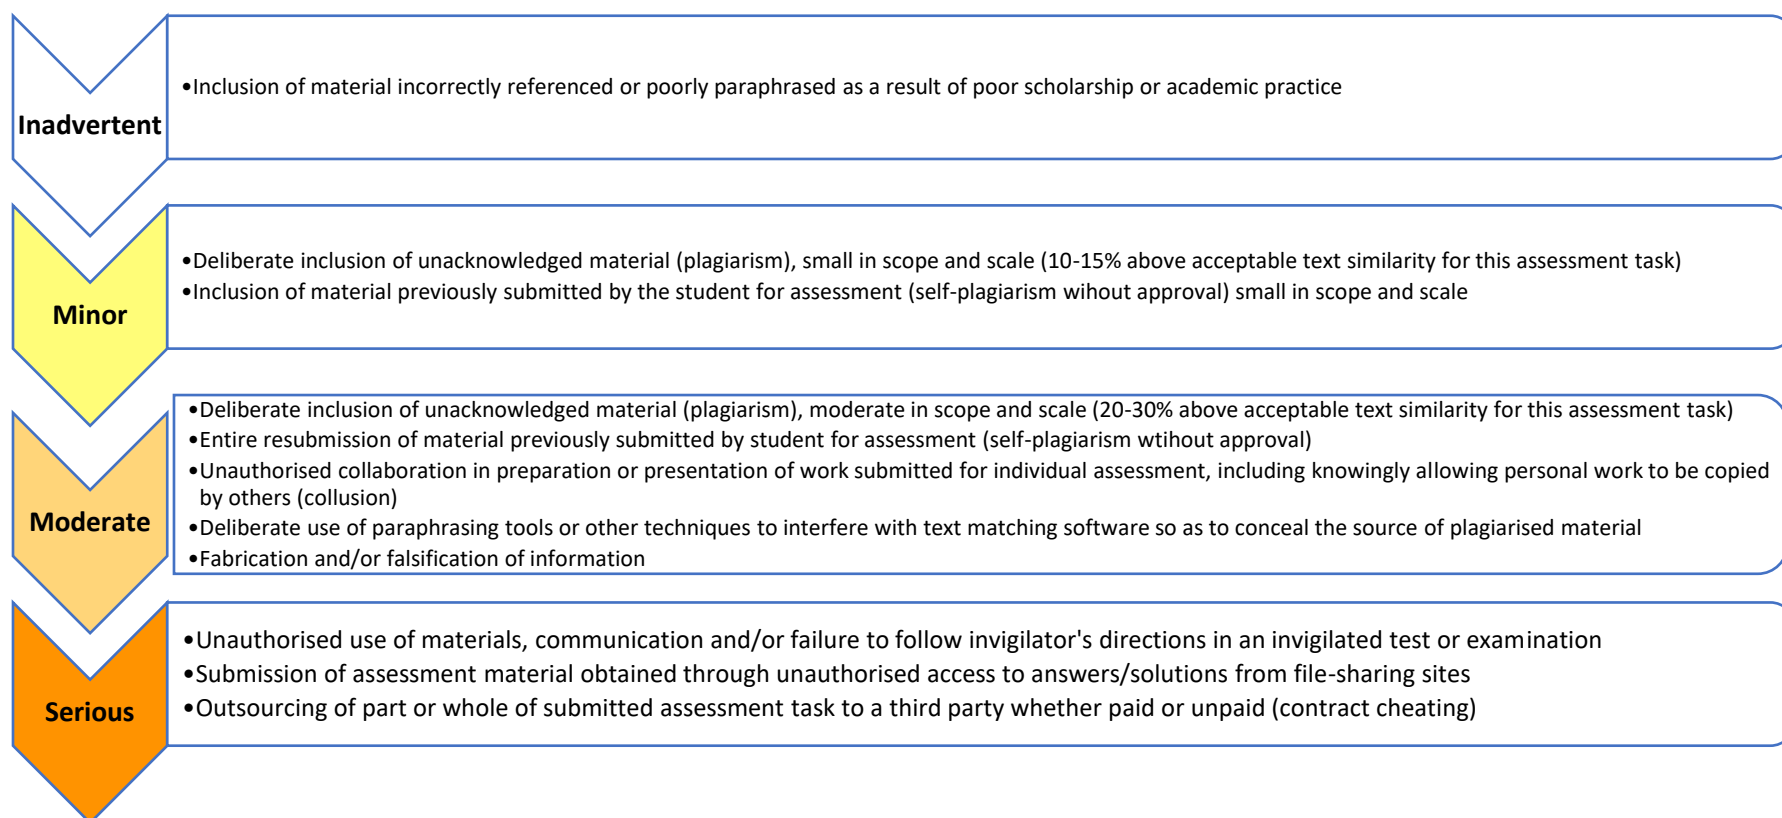 Inadvertent
•Inclusion of material incorrectly referenced or poorly paraphrased as a result of poor scholarship or academic practice
Minor
•Deliberate inclusion of unacknowledged material (plagiarism), small in scope and scale (10-15% above acceptable text similarity for this assessment task)
•Inclusion of material previously submitted by the student for assessment (self-plagiarism wihout approval) small in scope and scale
Moderate
•Deliberate inclusion of unacknowledged material (plagiarism), moderate in scope and scale (20-30% above acceptable text similarity for this assessment task)
•Entire resubmission of material previously submitted by student for assessment (self-plagiarism wtihout approval)
•Unauthorised collaboration in preparation or presentation of work submitted for individual assessment, including knowingly allowing personal work to be copied
by others (collusion)
•Deliberate use of paraphrasing tools or other techniques to interfere with text matching software so as to conceal the source of plagiarised material
•Fabrication and/or falsification of information
Serious
•Unauthorised use of materials, communication and/or failure to follow invigilator's directions in an invigilated test or examination
•Submission of assessment material obtained through unauthorised access to answers/solutions from file-sharing sites
•Outsourcing of part or whole of submitted assessment task to a third party whether paid or unpaid (contract cheating)